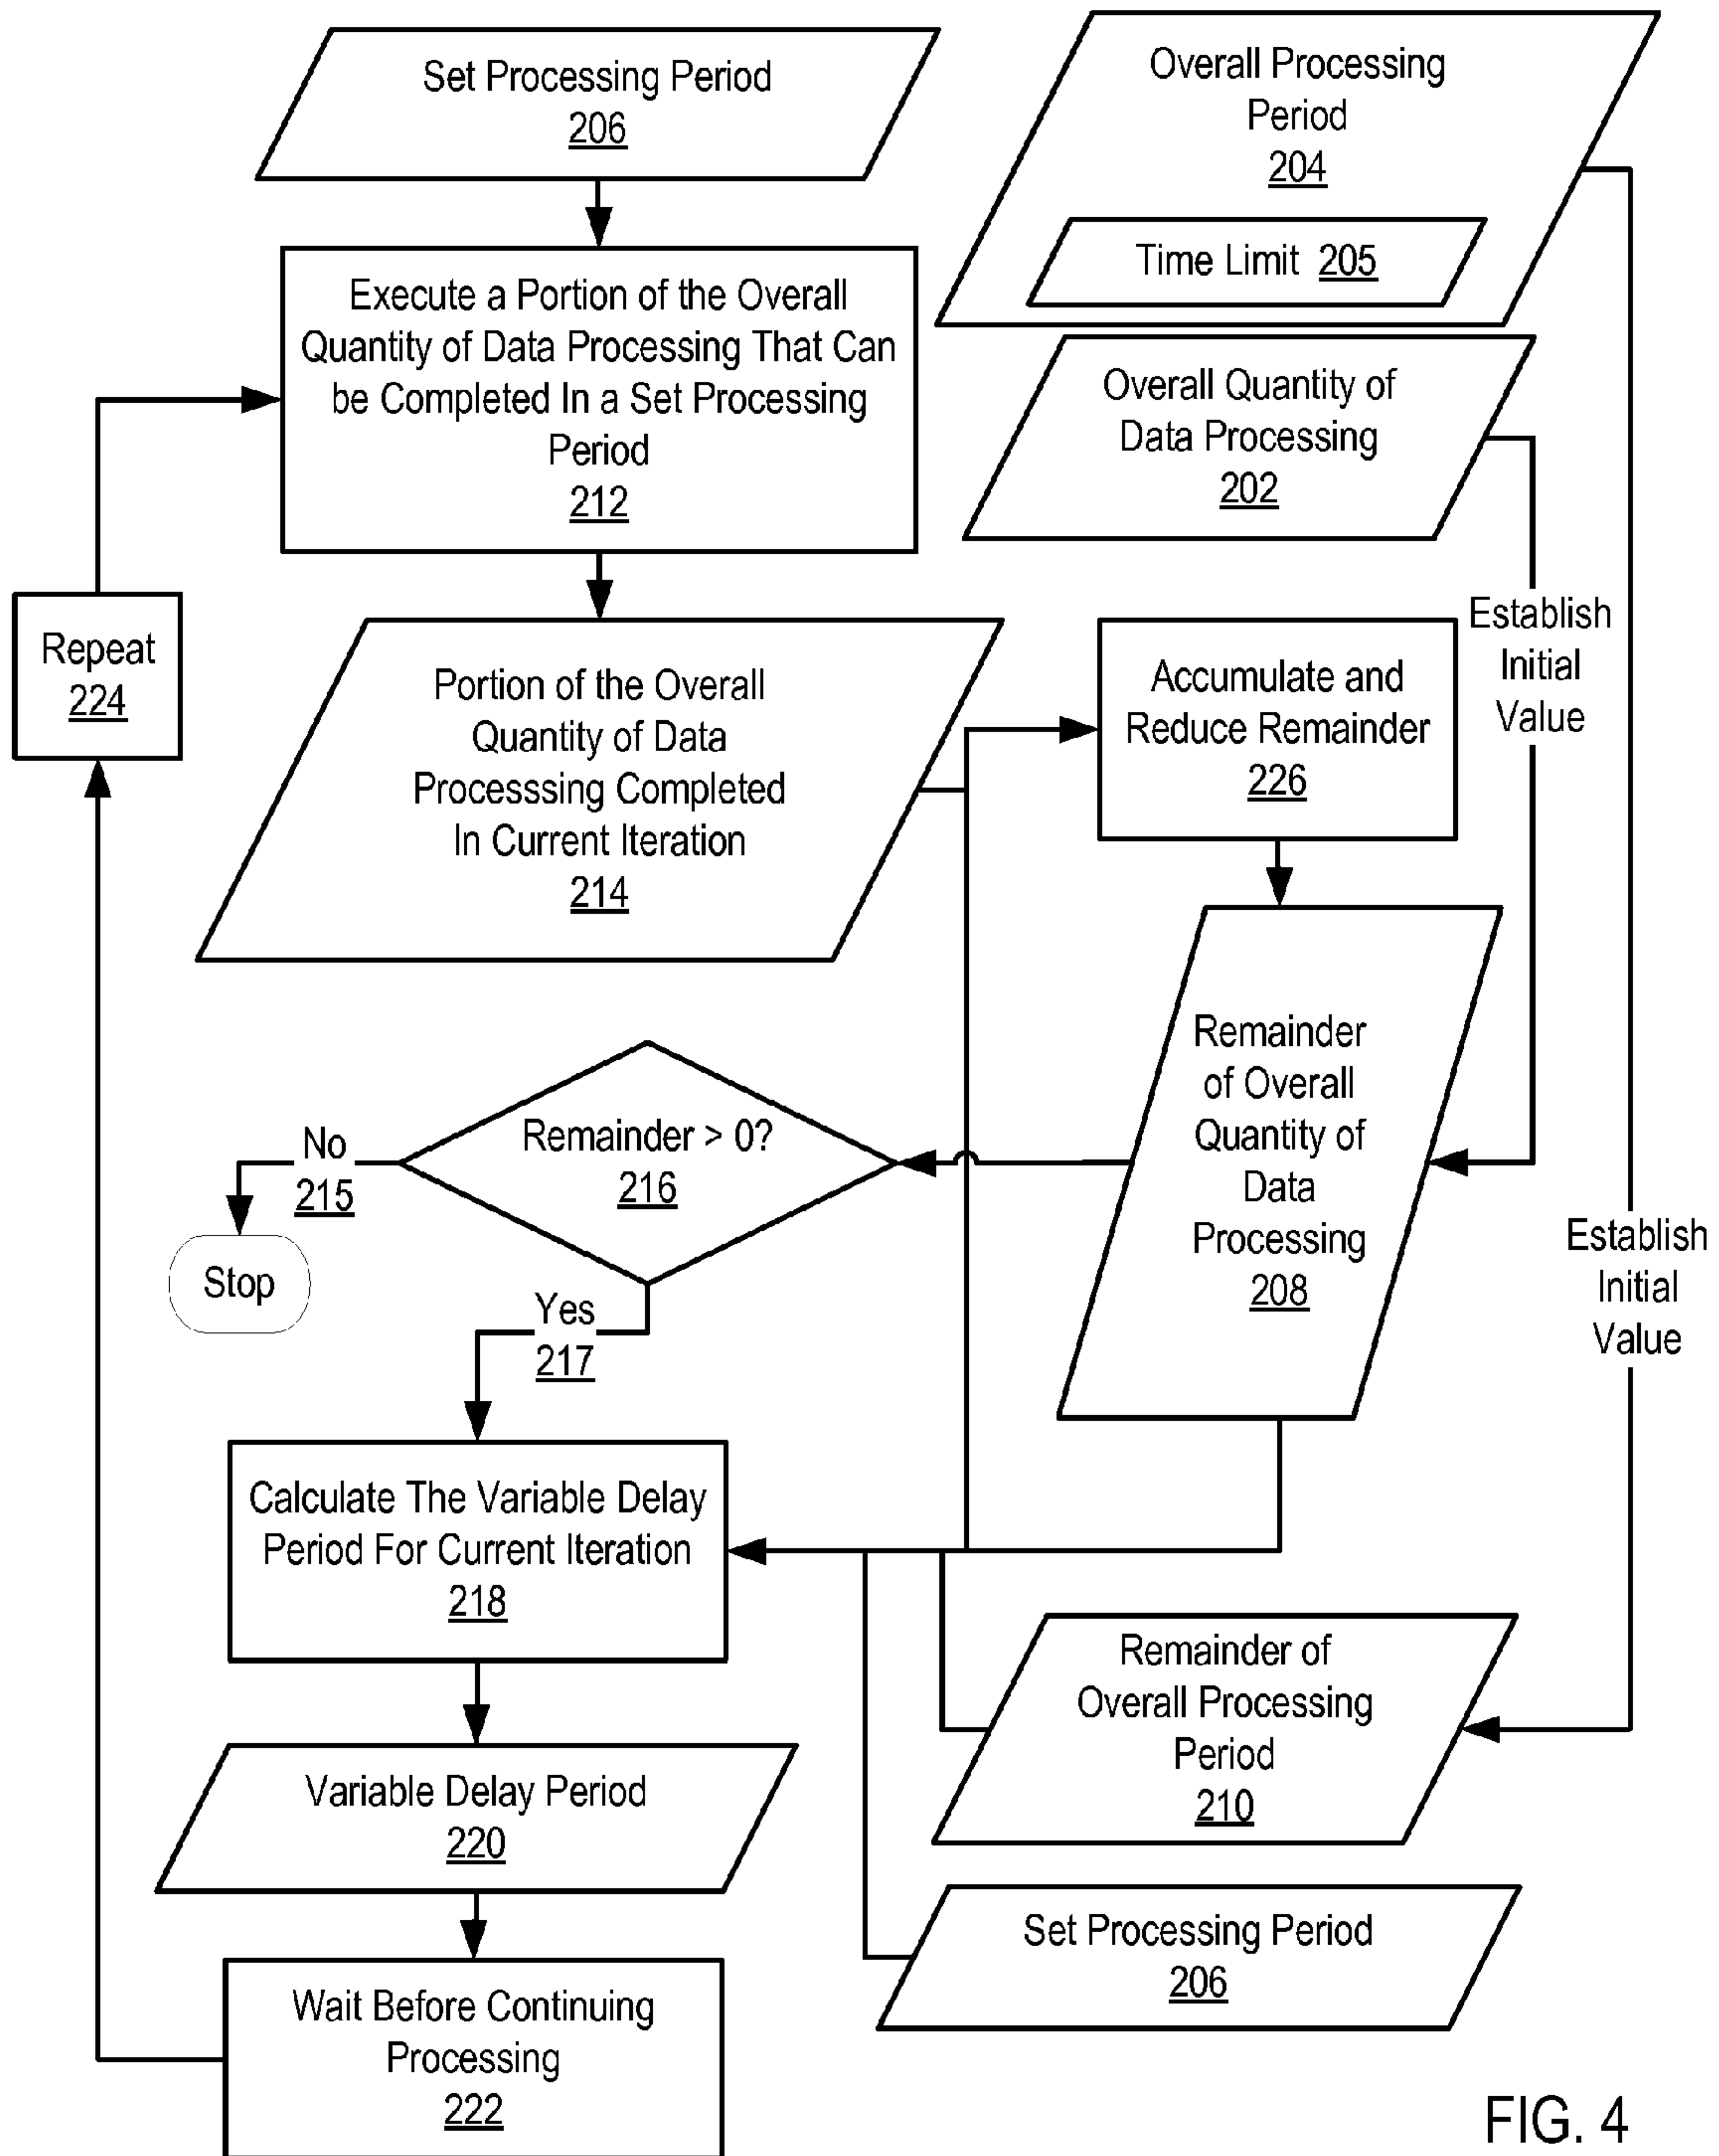 Set Processing Period
206
Overall Processing
Period
204
Time Limit 205
Execute a Portion of the Overall
Quantity of Data Processing That Can
be Completed In a Set Processing
Period
212
Overall Quantity of
Data Processing
202
Establish
Initial
Value
Repeat
224
Portion of the Overall
Quantity of Data
Processsing Completed
In Current Iteration
214
Accumulate and
Reduce Remainder
226
Remainder
of Overall
Quantity of
Data
Processing
208
Remainder > 0?
216
No
215
Stop
Yes
217
Establish
Initial
Value
Calculate The Variable Delay
Period For Current Iteration
218
Remainder of
Overall Processing
Period
210
Variable Delay Period
220
Set Processing Period
206
Wait Before Continuing
Processing
222
FIG. 4